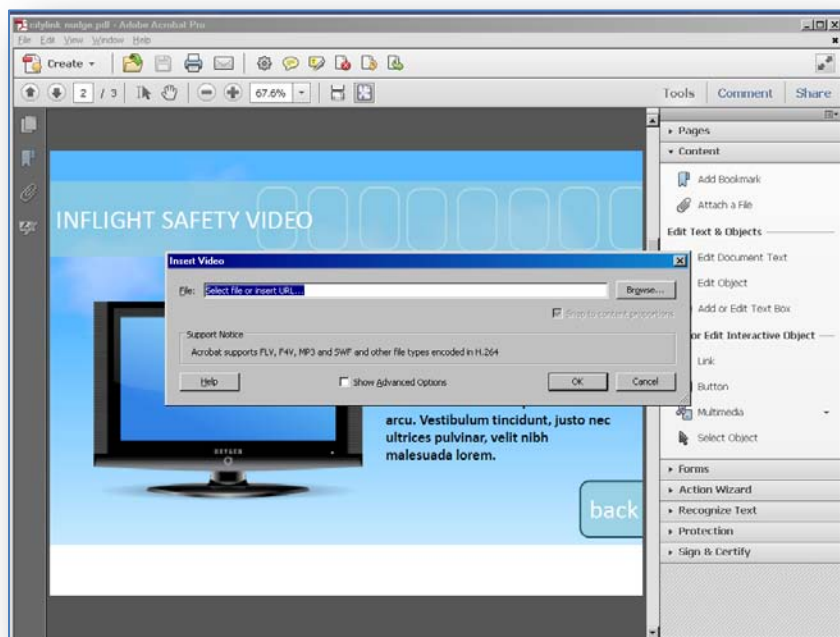 citylink nudge.pdf - Adobe Acrobat Pro
File Edit View Window Help
Create
2 / 3 67.6% Tools Comment Share
Pages
Content
Add Bookmark
Attach a File
Edit Text & Objects
Edit Document Text
Edit Object
Add or Edit Text Box
or Edit Interactive Object
Link
Button
Multimedia
Select Object
Forms
Action Wizard
Recognize Text
Protection
Sign & Certify
INFLIGHT SAFETY VIDEO
Insert Video
File: Select file or insert URL... Browse...
Snap to content proportions
Support Notice
Acrobat supports FLV, F4V, MP3 and SWF and other file types encoded in H.264
Help Show Advanced Options OK Cancel
arcu. Vestibulum tincidunt, justo nec
ultrices pulvinar, velit nibh
malesuada lorem.
OXYGEN
back